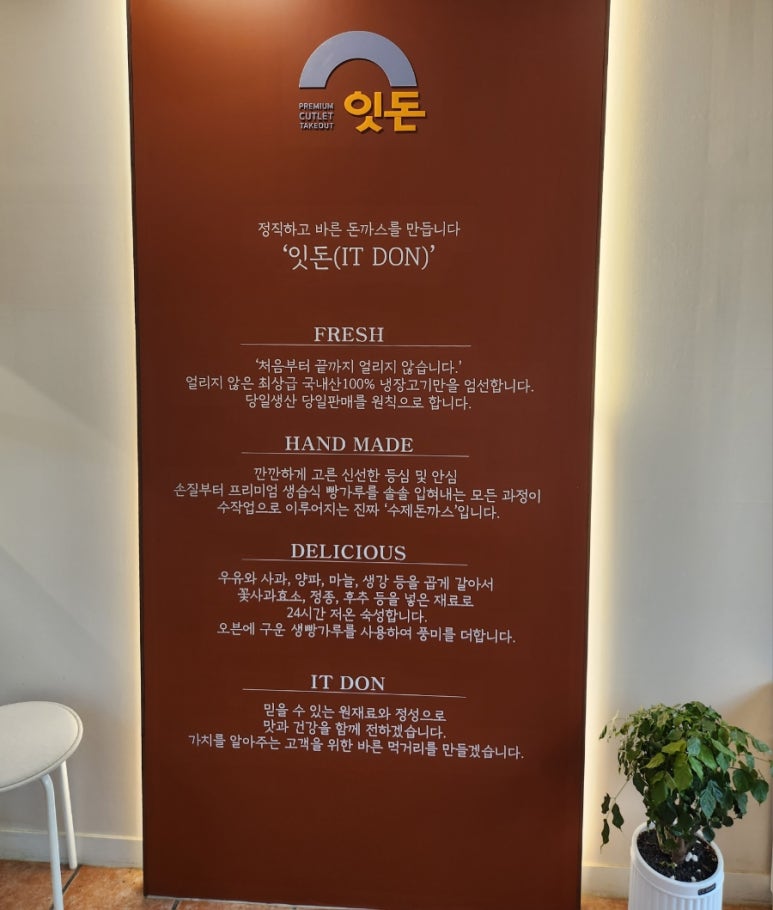 PREMIUM
CUTLET
TAKEOUT
잇돈
정직하고 바른 돈까스를 만듭니다
‘잇돈(IT DON)’
FRESH
‘처음부터 끝까지 얼리지 않습니다.’
얼리지 않은 최상급 국내산100% 냉장고기만을 엄선합니다.
당일생산 당일판매를 원칙으로 합니다.
HAND MADE
깐깐하게 고른 신선한 등심 및 안심
손질부터 프리미엄 생습식 빵가루를 솔솔 입혀내는 모든 과정이
수작업으로 이루어지는 진짜 ‘수제돈까스’입니다.
DELICIOUS
우유와 사과, 양파, 마늘, 생강 등을 곱게 갈아서
꽃사과효소, 정종, 후추 등을 넣은 재료로
24시간 저온 숙성합니다.
오븐에 구운 생빵가루를 사용하여 풍미를 더합니다.
IT DON
믿을 수 있는 원재료와 정성으로
맛과 건강을 함께 전하겠습니다.
가치를 알아주는 고객을 위한 바른 먹거리를 만들겠습니다.